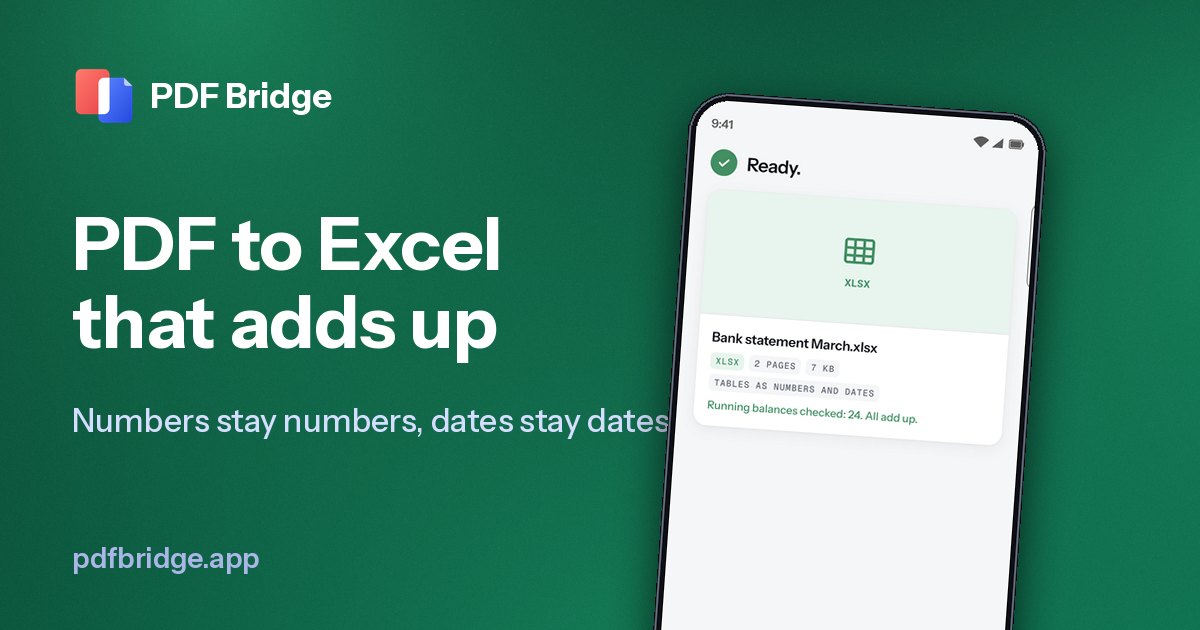 PDF Bridge
PDF to Excel
that adds up
Numbers stay numbers, dates stay dates
pdfbridge.app
9:41
Ready.
XLSX
Bank statement March.xlsx
XLSX 2 PAGES 7 KB
TABLES AS NUMBERS AND DATES
Running balances checked: 24. All add up.